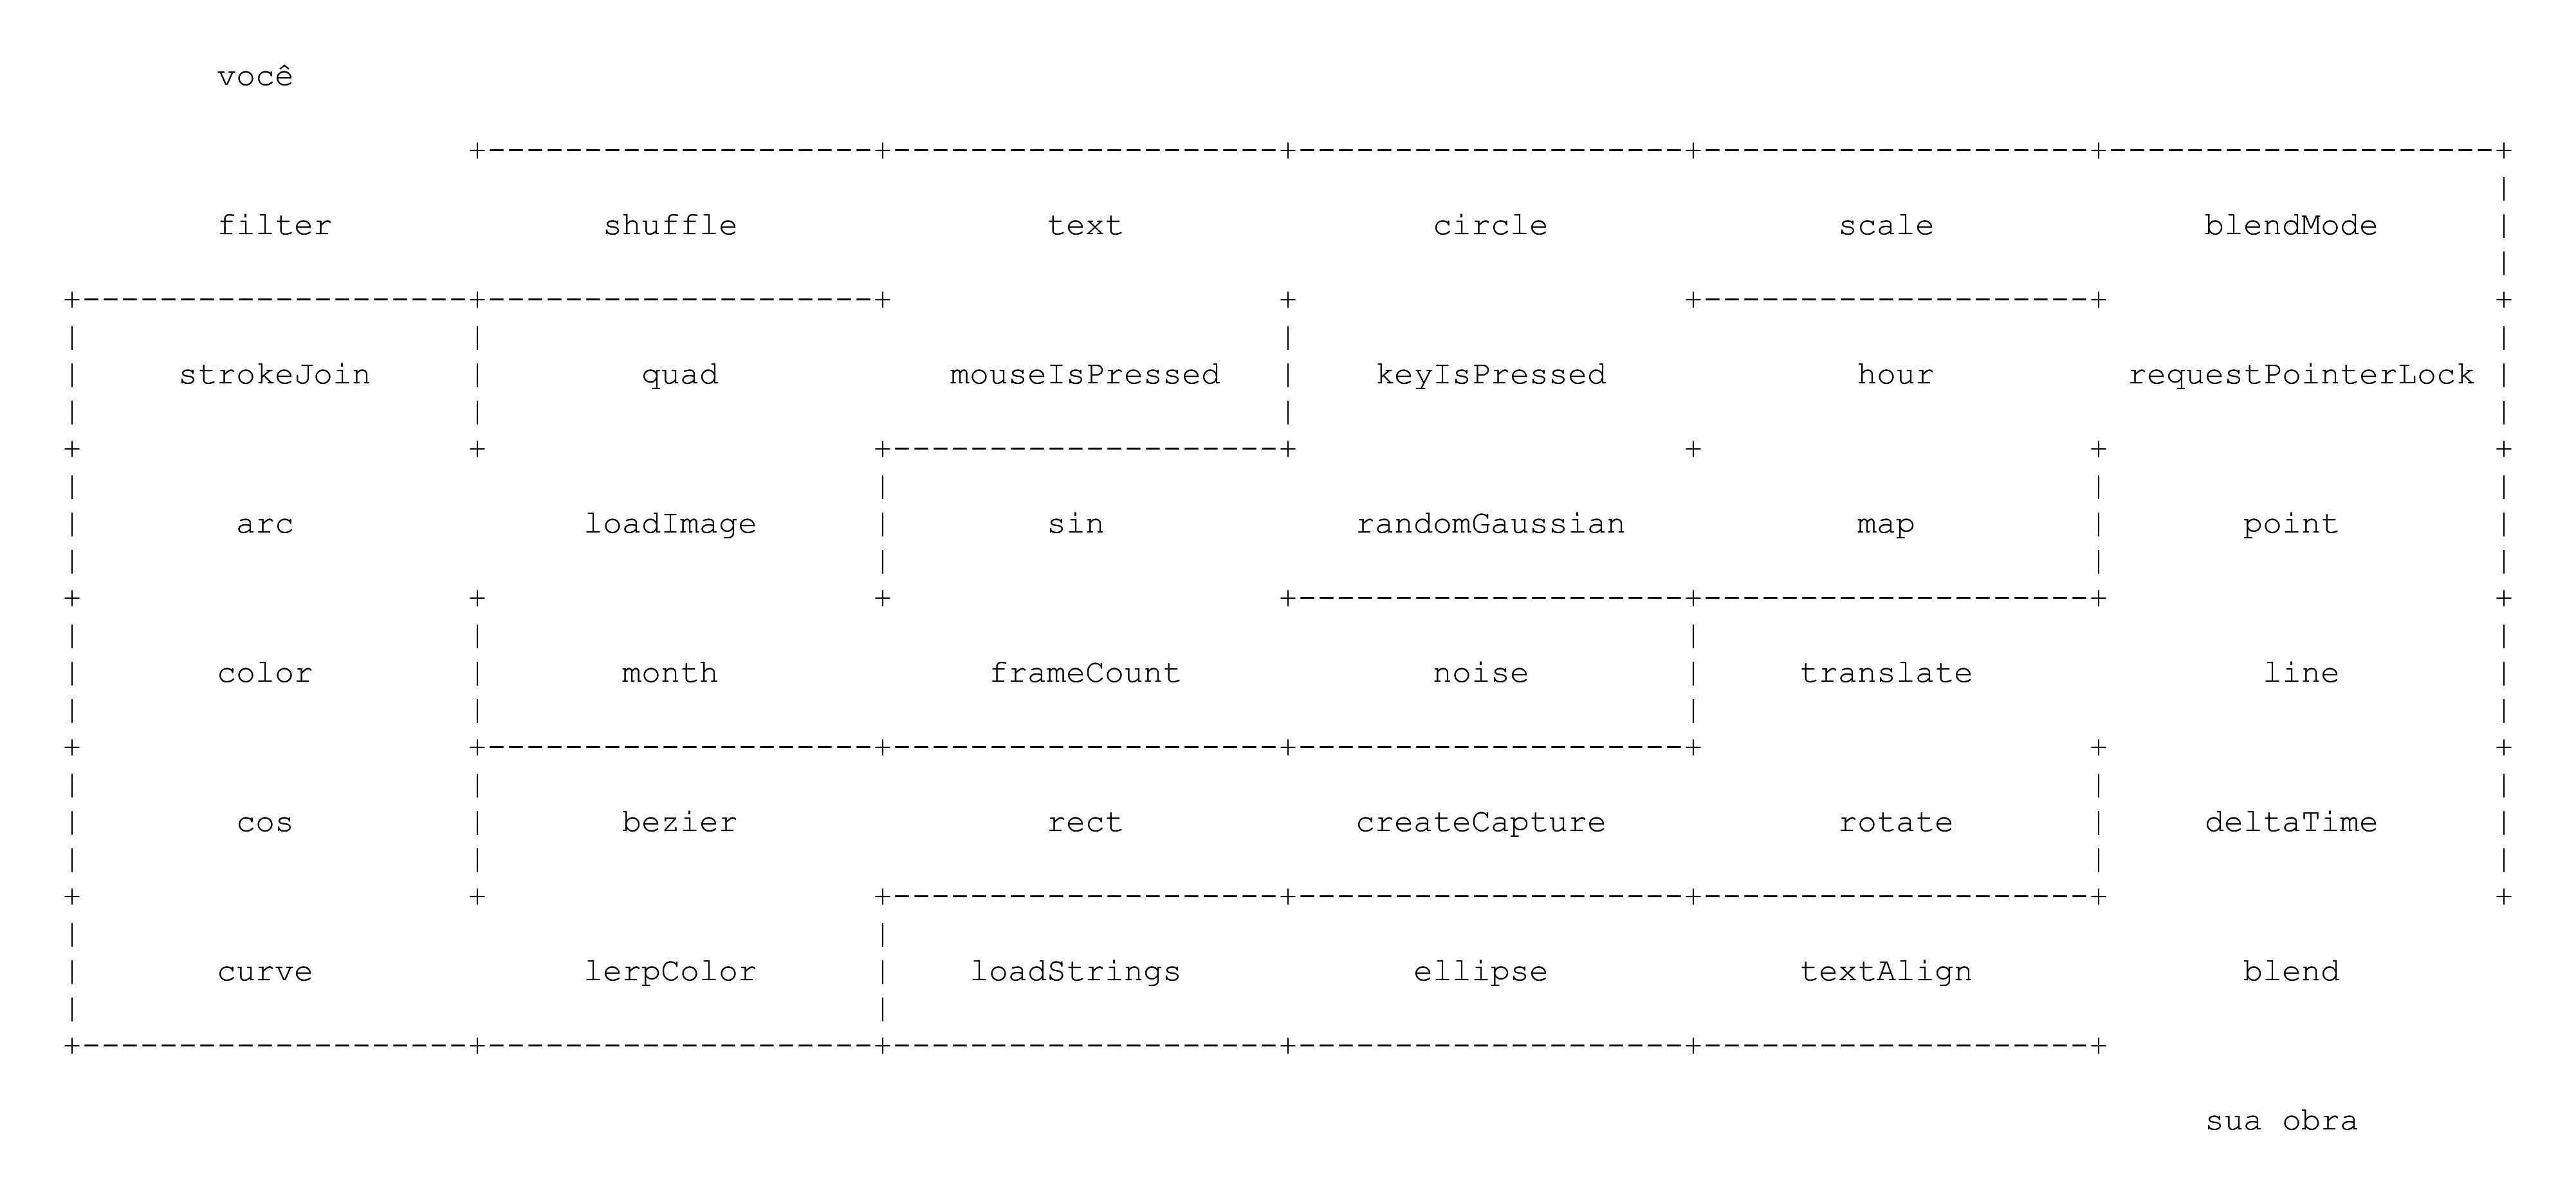 você
filter shuffle text circle scale blendMode
strokeJoin quad mouseIsPressed keyIsPressed hour requestPointerLock
arc loadImage sin randomGaussian map point
color month frameCount noise translate line
cos bezier rect createCapture rotate deltaTime
curve lerpColor loadStrings ellipse textAlign blend
sua obra